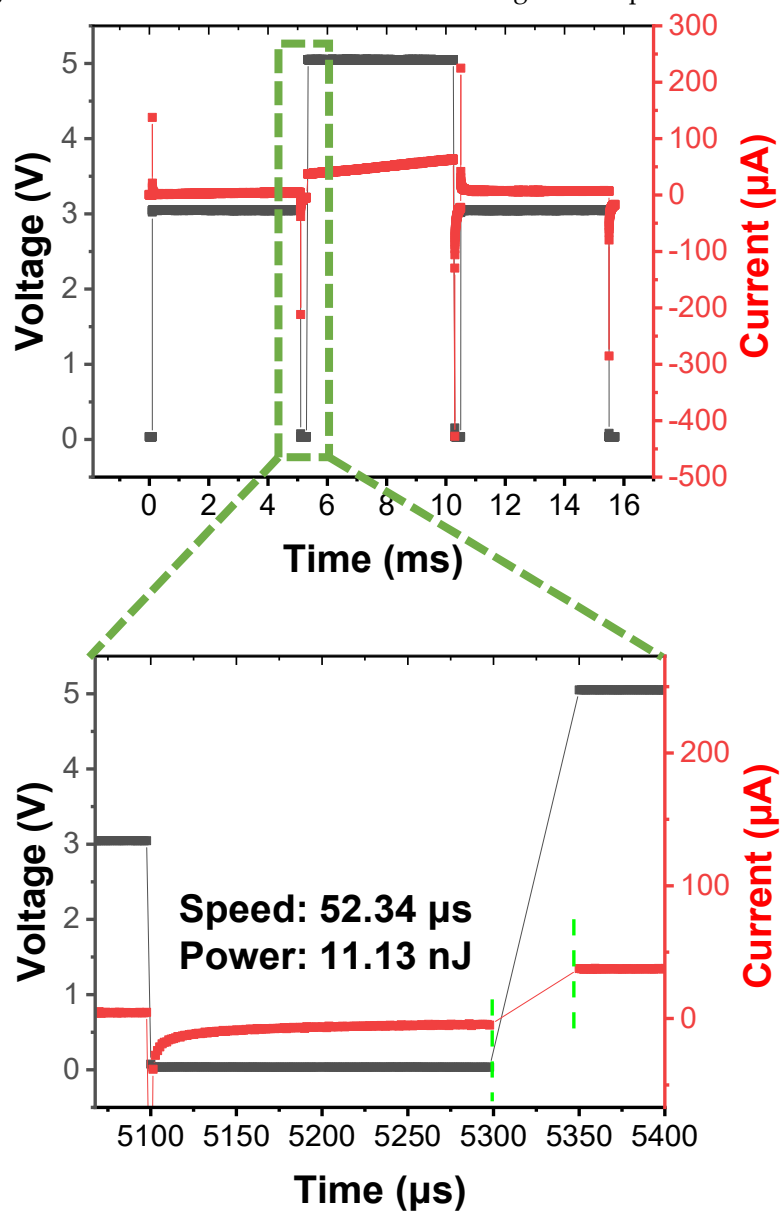 5
4
3
2
1
0
Voltage (V)
300
200
100
0
-100
-200
-300
-400
-500
Current (μA)
0 2 4 6 8 10 12 14 16
Time (ms)
5
4
3
2
1
0
Voltage (V)
Speed: 52.34 μs
Power: 11.13 nJ
200
100
0
Current (μA)
5100 5150 5200 5250 5300 5350 5400
Time (μs)